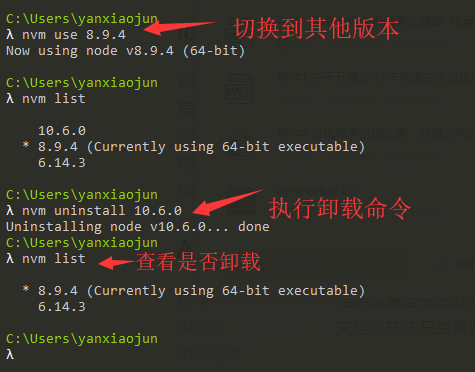 C:\Users\yanxiaojun
λ nvm use 8.9.4 切换到其他版本
Now using node v8.9.4 (64-bit)
C:\Users\yanxiaojun
λ nvm list
10.6.0
* 8.9.4 (Currently using 64-bit executable)
6.14.3
C:\Users\yanxiaojun
λ nvm uninstall 10.6.0 执行卸载命令
Uninstalling node v10.6.0... done
C:\Users\yanxiaojun
λ nvm list 查看是否卸载
* 8.9.4 (Currently using 64-bit executable)
6.14.3
C:\Users\yanxiaojun
λ